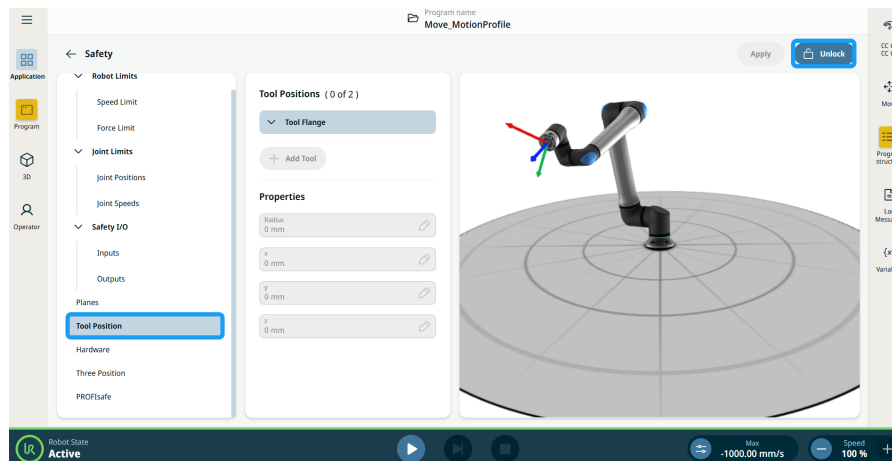 Program name
Move_MotionProfile
Application
Program
3D
Operator
Safety
Apply
Unlock
Robot Limits
Speed Limit
Force Limit
Joint Limits
Joint Positions
Joint Speeds
Safety I/O
Inputs
Outputs
Planes
Tool Position
Hardware
Three Position
PROFIsafe
Tool Positions ( 0 of 2 )
Tool Flange
+ Add Tool
Properties
Radius
0 mm
x
0 mm
y
0 mm
z
0 mm
UR
Robot State
Active
Max
-1000.00 mm/s
Speed
100 %